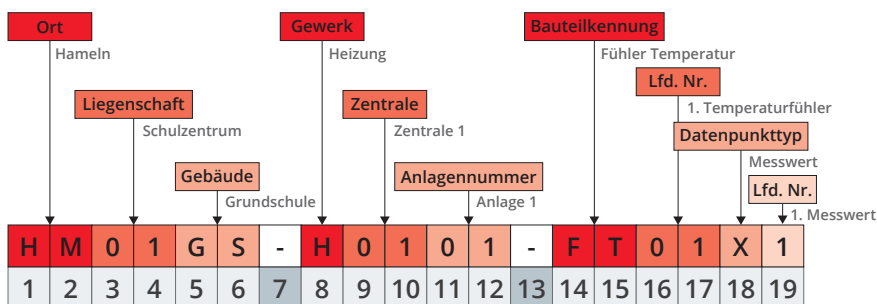 Ort
Gewerk
Bauteilkennung
Hameln
Heizung
Fühler Temperatur
Lfd. Nr.
Liegenschaft
Zentrale
1. Temperaturfühler
Schulzentrum
Zentrale 1
Datenpunkttyp
Messwert
Gebäude
Anlagennummer
Lfd. Nr.
Grundschule
Anlage 1
1. Messwert
H M 0 1 G S - H 0 1 0 1 - F T 0 1 X 1
1 2 3 4 5 6 7 8 9 10 11 12 13 14 15 16 17 18 19